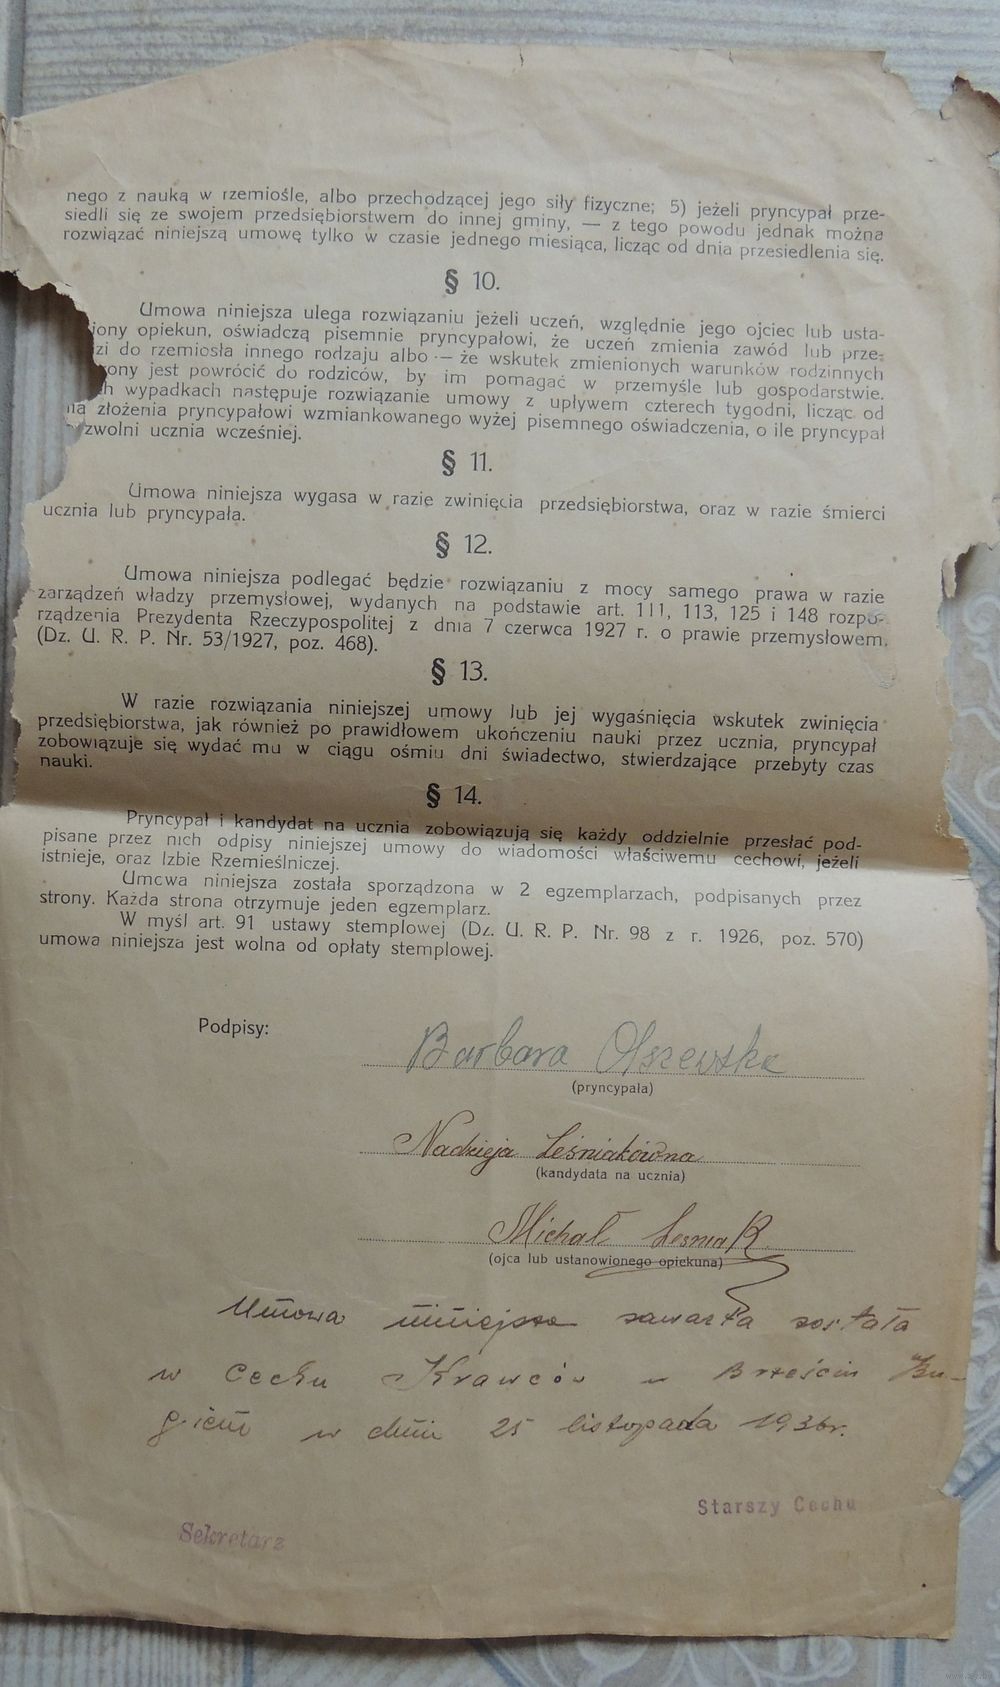 nego z nauką w rzemiośle, albo przechodzącej jego siły fizyczne; 5) jeżeli pryncypał prze-
siedli się ze swojem przedsiębiorstwem do innej gminy, — z tego powodu jednak można
rozwiązać niniejszą umowę tylko w czasie jednego miesiąca, licząc od dnia przesiedlenia się.
§ 10.
Umowa niniejsza ulega rozwiązaniu jeżeli uczeń, względnie jego ojciec lub usta-
iony opiekun, oświadczą pisemnie pryncypałowi, że uczeń zmienia zawód lub prze-
zi do rzemiosła innego rodzaju albo — że wskutek zmienionych warunków rodzinnych
ony jest powrócić do rodziców, by im pomagać w przemyśle lub gospodarstwie.
h wypadkach następuje rozwiązanie umowy z upływem czterech tygodni, licząc od
na złożenia pryncypałowi wzmiankowanego wyżej pisemnego oświadczenia, o ile pryncypał
zwolni ucznia wcześniej.
§ 11.
Umowa niniejsza wygasa w razie zwinięcia przedsiębiorstwa, oraz w razie śmierci
ucznia lub pryncypała.
§ 12.
Umowa niniejsza podlegać będzie rozwiązaniu z mocy samego prawa w razie
zarządzeń władzy przemysłowej, wydanych na podstawie art. 111, 113, 125 i 148 rozpo-
rządzenia Prezydenta Rzeczypospolitej z dnia 7 czerwca 1927 r. o prawie przemysłowem.
(Dz. U. R. P. Nr. 53/1927, poz. 468).
§ 13.
W razie rozwiązania niniejszej umowy lub jej wygaśnięcia wskutek zwinięcia
przedsiębiorstwa, jak również po prawidłowem ukończeniu nauki przez ucznia, pryncypał
zobowiązuje się wydać mu w ciągu ośmiu dni świadectwo, stwierdzające przebyty czas
nauki.
§ 14.
Pryncypał i kandydat na ucznia zobowiązują się każdy oddzielnie przesłać pod-
pisane przez nich odpisy niniejszej umowy do wiadomości właściwemu cechowi, jeżeli
istnieje, oraz Izbie Rzemieślniczej.
Umowa niniejsza została sporządzona w 2 egzemplarzach, podpisanych przez
strony. Każda strona otrzymuje jeden egzemplarz.
W myśl art. 91 ustawy stemplowej (Dz. U. R. P. Nr. 98 z r. 1926, poz. 570)
umowa niniejsza jest wolna od opłaty stemplowej.
Podpisy:
Barbara Olszewska
(pryncypała)
Nadzieja Leśniakówna
(kandydata na ucznia)
Michał Lesniak
(ojca lub ustanowionego opiekuna)
Umowa niniejsza zawarta została
w Cechu Krawców w Brześciu Bu-
giem w dniu 25 listopada 1936r.
Starszy Cechu
Sekretarz